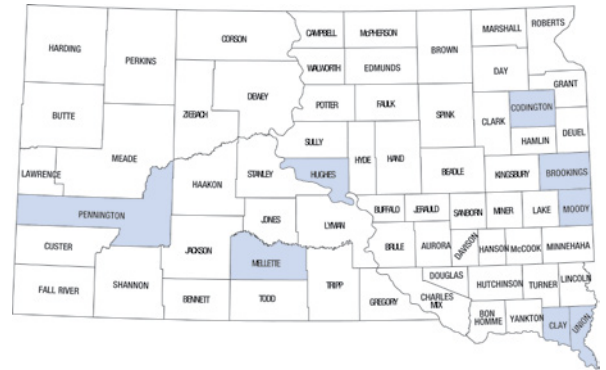 HARDING
PERKINS
CORSON
CAMPBELL
McPHERSON
BROWN
MARSHALL
ROBERTS
WALWORTH
EDMUNDS
DAY
BUTTE
ZIEBACH
DEWEY
POTTER
FAULK
SPINK
CLARK
CODINGTON
GRANT
SULLY
HAMLIN
DEUEL
MEADE
LAWRENCE
HAAKON
STANLEY
HUGHES
HYDE
HAND
BEADLE
KINGSBURY
BROOKINGS
PENNINGTON
JONES
LYMAN
BUFFALO
JERAULD
SANBORN
MINER
LAKE
MOODY
CUSTER
JACKSON
MELLETTE
BRULE
AURORA
DAVISON
HANSON
McCOOK
MINNEHAHA
FALL RIVER
SHANNON
BENNETT
TODD
TRIPP
GREGORY
DOUGLAS
CHARLES
MIX
HUTCHINSON
TURNER
LINCOLN
BON
HOMME
YANKTON
CLAY
UNION